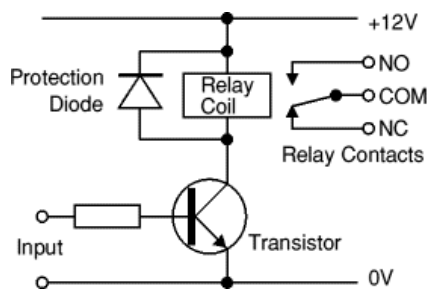 +12V
Protection
Diode
Relay
Coil
NO
COM
NC
Relay Contacts
Input
Transistor
0V